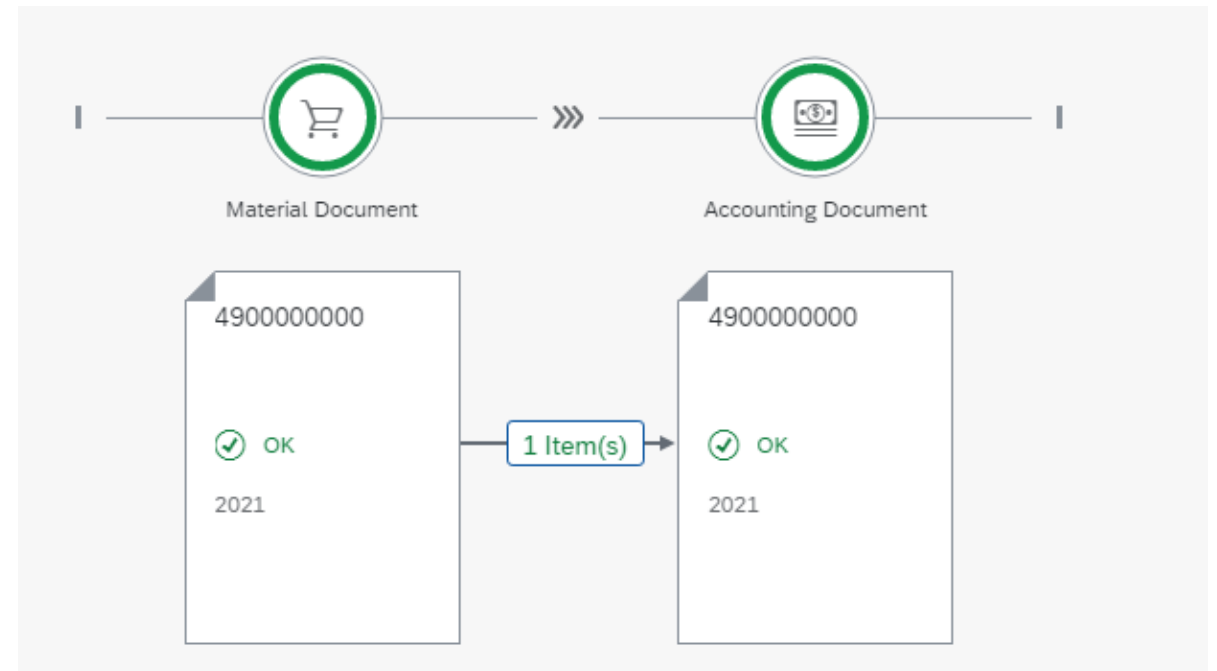 Material Document
Accounting Document
4900000000
4900000000
OK
1 Item(s)
OK
2021
2021